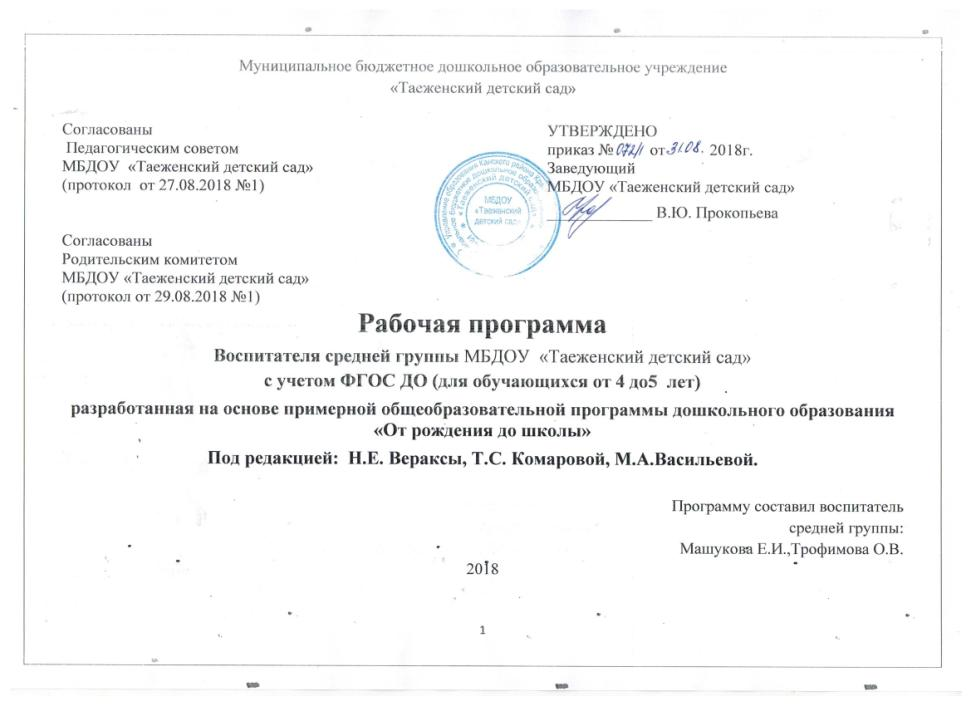 Муниципальное бюджетное дошкольное образовательное учреждение
«Таеженский детский сад»
Согласованы
Педагогическим советом
МБДОУ «Таеженский детский сад»
(протокол от 27.08.2018 №1)
УТВЕРЖДЕНО
приказ № 072/1 от 31.08. 2018г.
Заведующий
МБДОУ «Таеженский детский сад»
В.Ю. Прокопьева
МБДОУ
«Таеженский
детский сад»
Согласованы
Родительским комитетом
МБДОУ «Таеженский детский сад»
(протокол от 29.08.2018 №1)
Рабочая программа
Воспитателя средней группы МБДОУ «Таеженский детский сад»
с учетом ФГОС ДО (для обучающихся от 4 до5 лет)
разработанная на основе примерной общеобразовательной программы дошкольного образования
«От рождения до школы»
Под редакцией: Н.Е. Вераксы, Т.С. Комаровой, М.А.Васильевой.
Программу составил воспитатель
средней группы:
Машукова Е.И.,Трофимова О.В.
2018
1